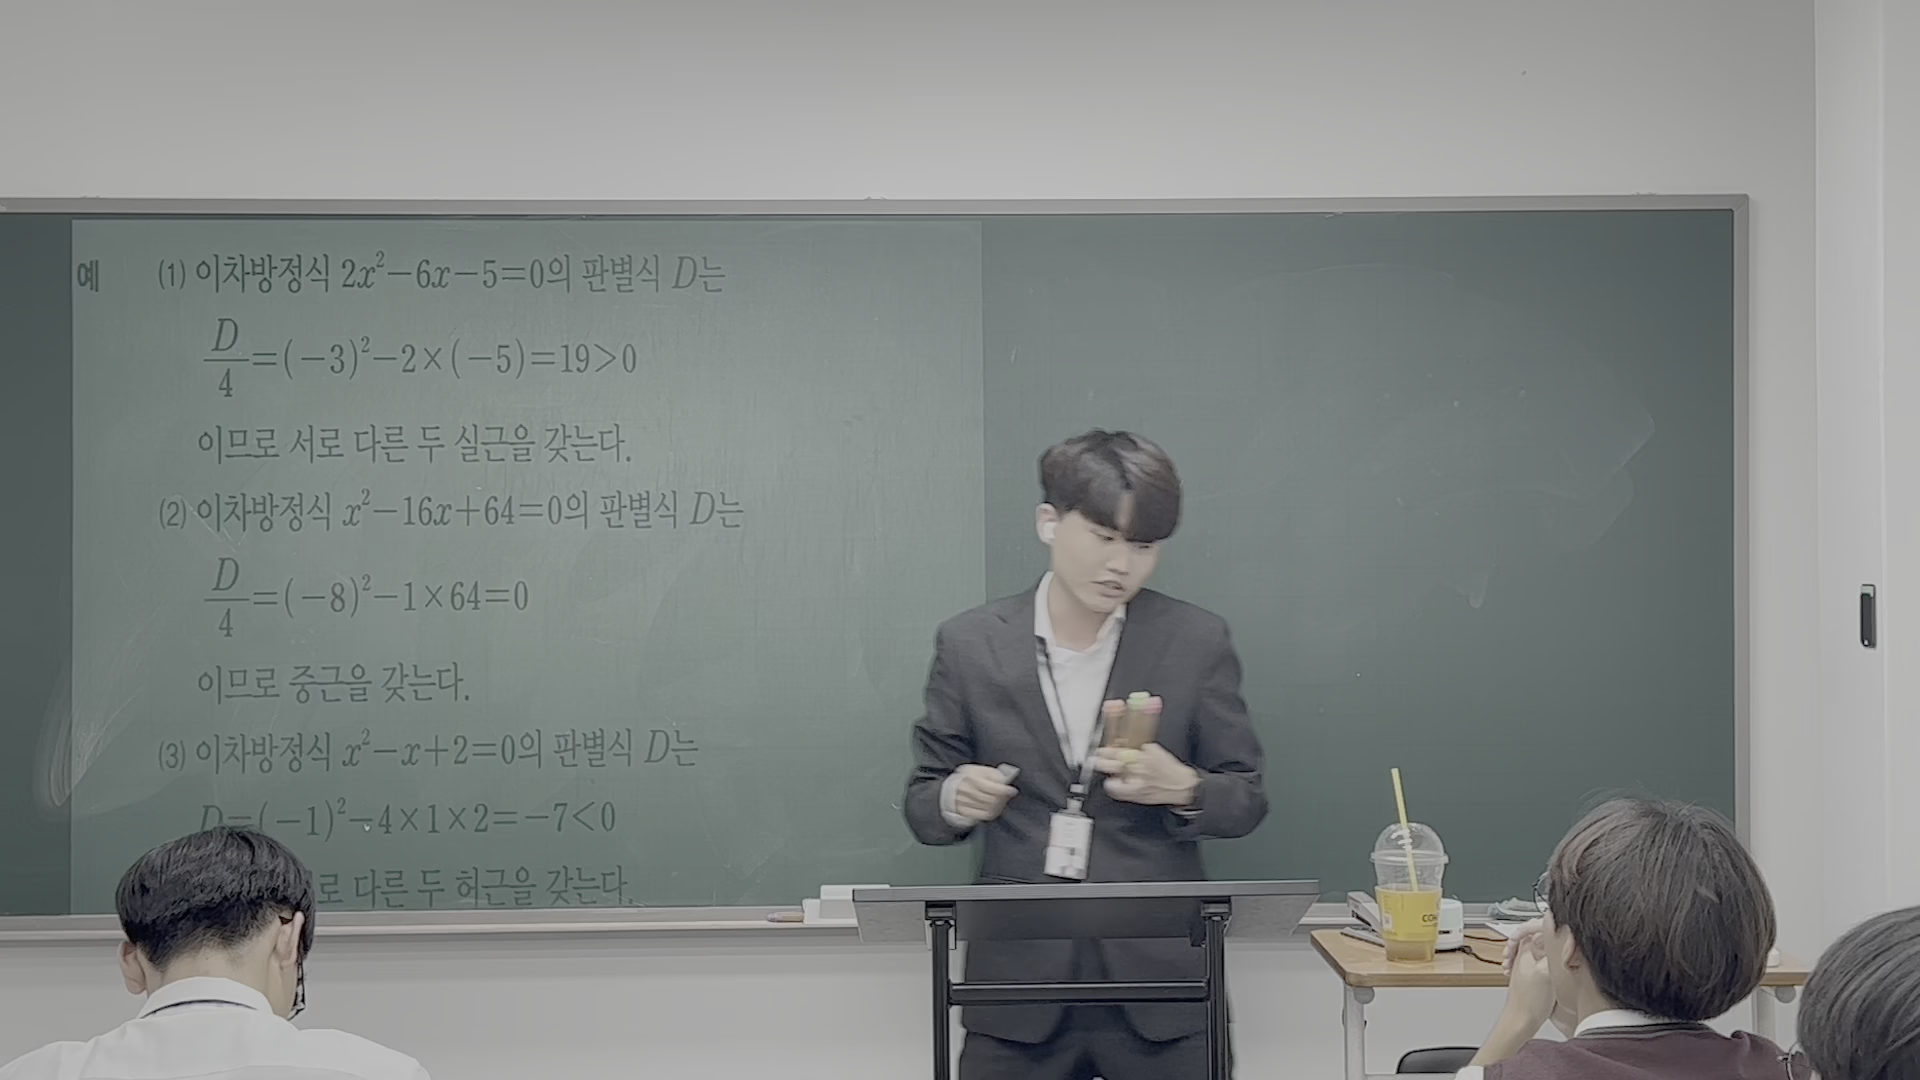 예 (1) 이차방정식 2x²−6x−5=0의 판별식 D는
D/4=(−3)²−2×(−5)=19>0
이므로 서로 다른 두 실근을 갖는다.
(2) 이차방정식 x²−16x+64=0의 판별식 D는
D/4=(−8)²−1×64=0
이므로 중근을 갖는다.
(3) 이차방정식 x²−x+2=0의 판별식 D는
D=(−1)²−4×1×2=−7<0
로 다른 두 허근을 갖는다.